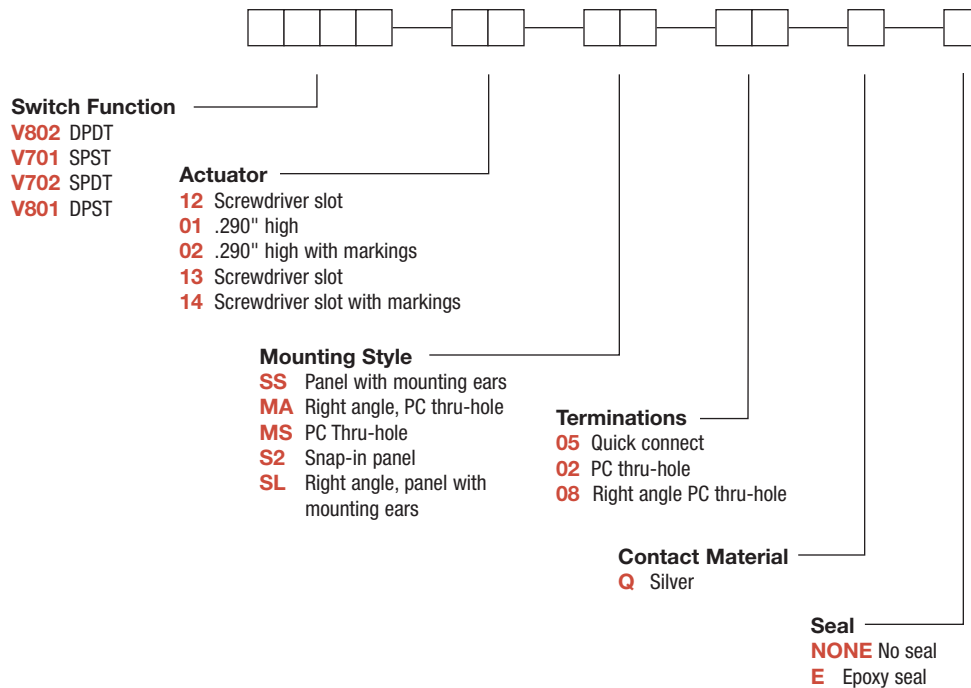 Switch Function
V802 DPDT
V701 SPST
V702 SPDT
V801 DPST
Actuator
12 Screwdriver slot
01 .290" high
02 .290" high with markings
13 Screwdriver slot
14 Screwdriver slot with markings
Mounting Style
SS Panel with mounting ears
MA Right angle, PC thru-hole
MS PC Thru-hole
S2 Snap-in panel
SL Right angle, panel with
mounting ears
Terminations
05 Quick connect
02 PC thru-hole
08 Right angle PC thru-hole
Contact Material
Q Silver
Seal
NONE No seal
E Epoxy seal